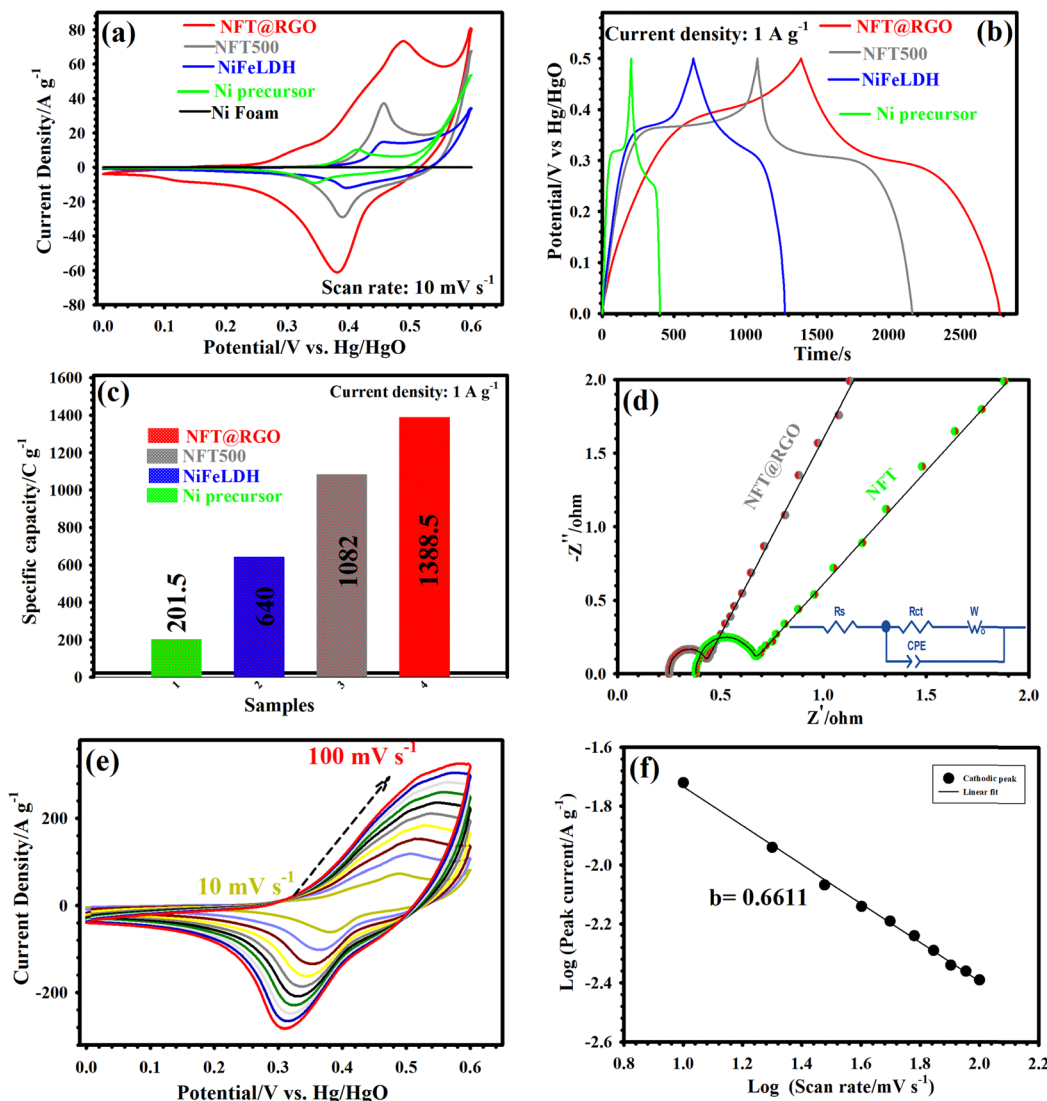 (a)
NFT@RGO
NFT500
NiFeLDH
Ni precursor
Ni Foam
Scan rate: 10 mV s⁻¹
Current Density/A g⁻¹
80
60
40
20
0
-20
-40
-60
-80
0.0 0.1 0.2 0.3 0.4 0.5 0.6
Potential/V vs. Hg/HgO
(b)
Current density: 1 A g⁻¹
NFT@RGO
NFT500
NiFeLDH
Ni precursor
Potential/V vs Hg/HgO
0.5
0.4
0.3
0.2
0.1
0.0
0 500 1000 1500 2000 2500
Time/s
(c)
Current density: 1 A g⁻¹
NFT@RGO
NFT500
NiFeLDH
Ni precursor
Specific capacity/C g⁻¹
1600
1400
1200
1000
800
600
400
200
0
201.5
640
1082
1388.5
1 2 3 4
Samples
(d)
NFT@RGO
NFT
Rs
Rct
W
o
CPE
-Z''/ohm
2.0
1.5
1.0
0.5
0.0
0.0 0.5 1.0 1.5 2.0
Z'/ohm
(e)
100 mV s⁻¹
10 mV s⁻¹
Current Density/A g⁻¹
200
0
-200
0.0 0.1 0.2 0.3 0.4 0.5 0.6
Potential/V vs. Hg/HgO
(f)
Cathodic peak
Linear fit
b= 0.6611
Log (Peak current/A g⁻¹)
-1.6
-1.8
-2.0
-2.2
-2.4
-2.6
0.8 1.0 1.2 1.4 1.6 1.8 2.0 2.2
Log (Scan rate/mV s⁻¹)